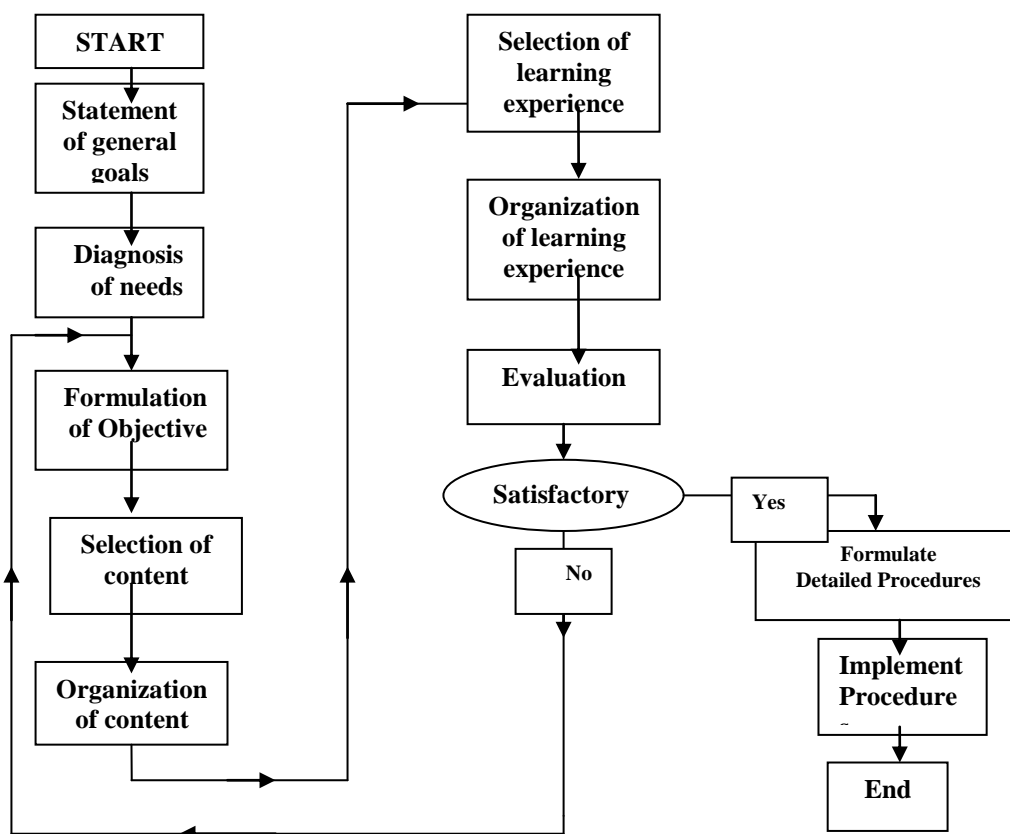 START
Statement
of general
goals
Diagnosis
of needs
Formulation
of Objective
Selection of
content
Organization
of content
Selection of
learning
experience
Organization
of learning
experience
Evaluation
Satisfactory
Yes
No
Formulate
Detailed Procedures
Implement
Procedure
End